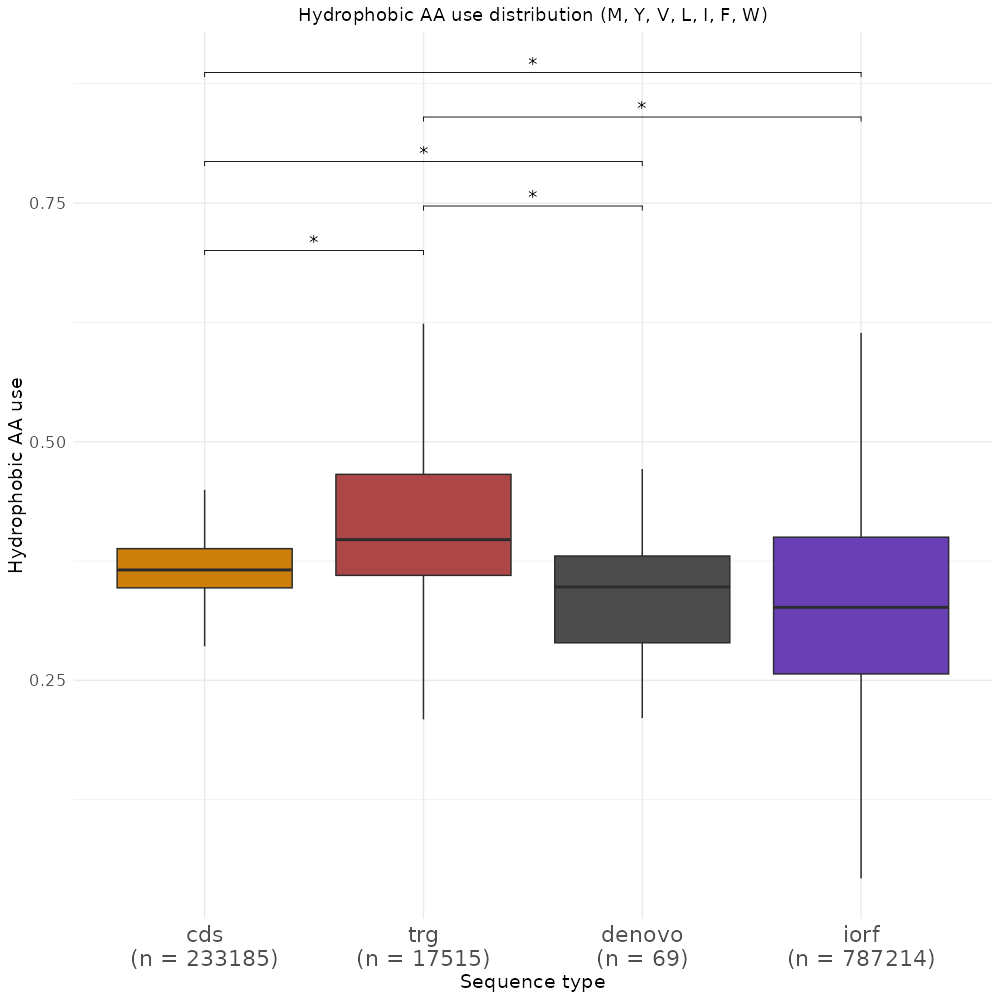 Hydrophobic AA use distribution (M, Y, V, L, I, F, W)
*
*
*
*
*
0.75
0.50
0.25
Hydrophobic AA use
cds
(n = 233185)
trg
(n = 17515)
denovo
(n = 69)
iorf
(n = 787214)
Sequence type